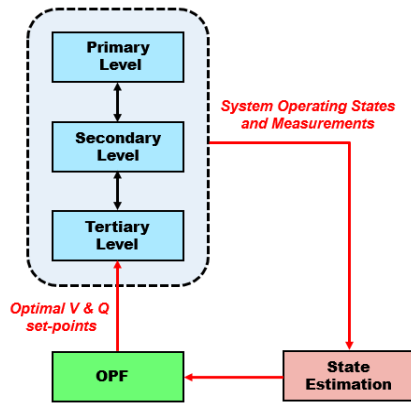 Primary
Level
System Operating States
and Measurements
Secondary
Level
Tertiary
Level
Optimal V & Q
set-points
OPF
State
Estimation